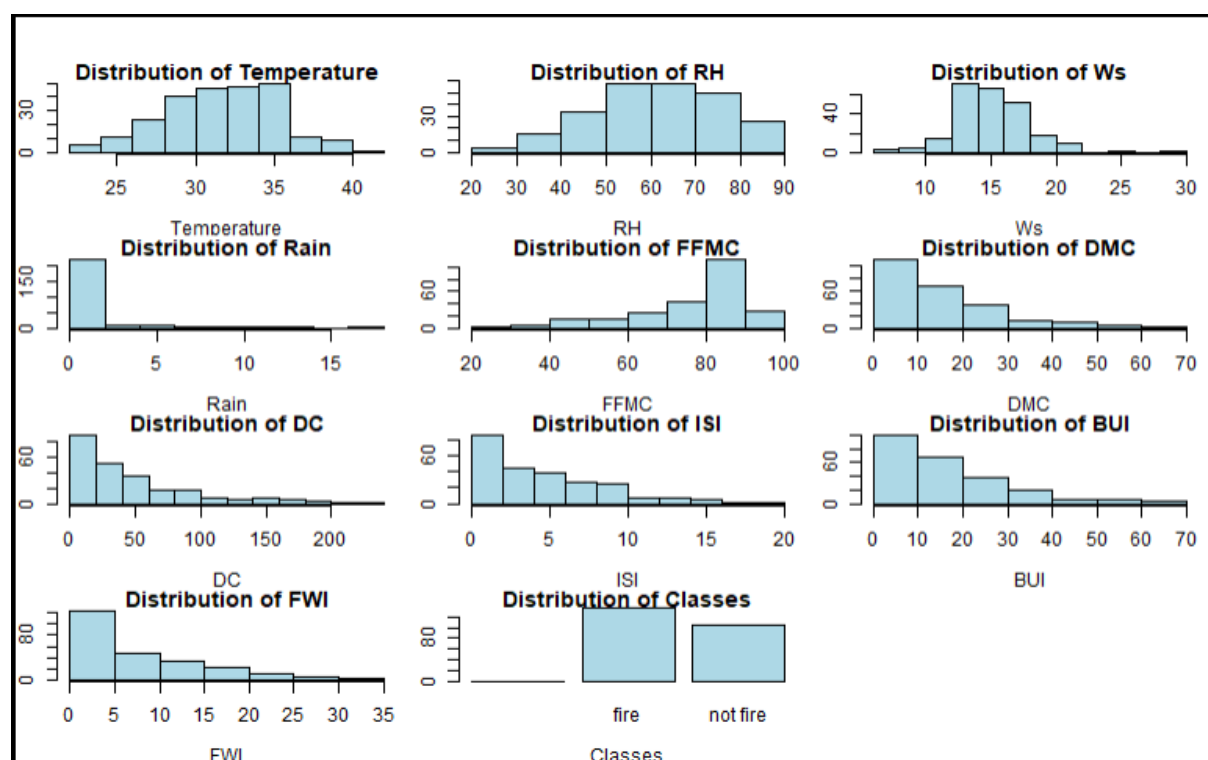 Distribution of Temperature
30
0
25 30 35 40
Temperature
Distribution of RH
30
0
20 30 40 50 60 70 80 90
RH
Distribution of Ws
40
0
10 15 20 25 30
Ws
Distribution of Rain
150
0
0 5 10 15
Rain
Distribution of FFMC
60
0
20 40 60 80 100
FFMC
Distribution of DMC
60
0
0 10 20 30 40 50 60 70
DMC
Distribution of DC
60
0
0 50 100 150 200
DC
Distribution of ISI
60
0
0 5 10 15 20
ISI
Distribution of BUI
60
0
0 10 20 30 40 50 60 70
BUI
Distribution of FWI
80
0
0 5 10 15 20 25 30 35
FWI
Distribution of Classes
80
0
fire not fire
Classes